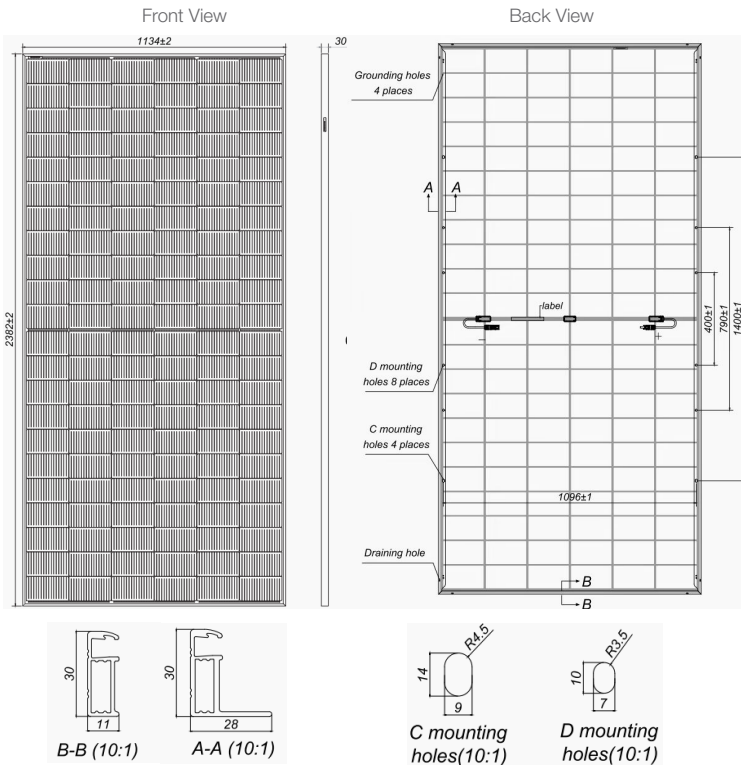 Front View
Back View
1134±2
30
2382±2
Grounding holes
4 places
A
A
label
−
+
400±1
790±1
1400±1
D mounting
holes 8 places
C mounting
holes 4 places
1096±1
Draining hole
B
B
30
11
B-B (10:1)
30
28
A-A (10:1)
14
9
R4.5
C mounting
holes(10:1)
10
7
R3.5
D mounting
holes(10:1)